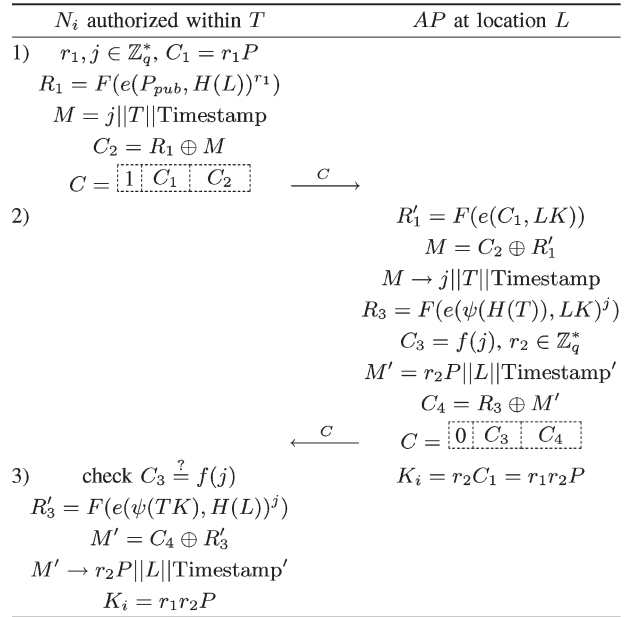 N_i authorized within T AP at location L
1) r_1, j ∈ ℤ*_q, C_1 = r_1P
R_1 = F(e(P_pub, H(L))^{r_1})
M = j||T||Timestamp
C_2 = R_1 ⊕ M
C = 1 C_1 C_2 C
2) R'_1 = F(e(C_1, LK))
M = C_2 ⊕ R'_1
M → j||T||Timestamp
R_3 = F(e(ψ(H(T)), LK)^j)
C_3 = f(j), r_2 ∈ ℤ*_q
M' = r_2P||L||Timestamp'
C_4 = R_3 ⊕ M'
C C = 0 C_3 C_4
3) check C_3 ≟ f(j) K_i = r_2C_1 = r_1r_2P
R'_3 = F(e(ψ(TK), H(L))^j)
M' = C_4 ⊕ R'_3
M' → r_2P||L||Timestamp'
K_i = r_1r_2P